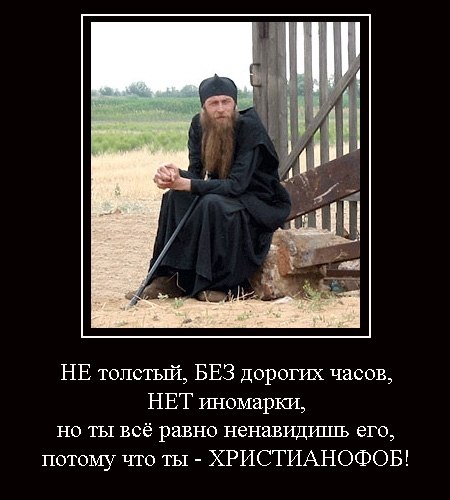 НЕ толстый, БЕЗ дорогих часов,
НЕТ иномарки,
но ты всё равно ненавидишь его,
потому что ты - ХРИСТИАНОФОБ!